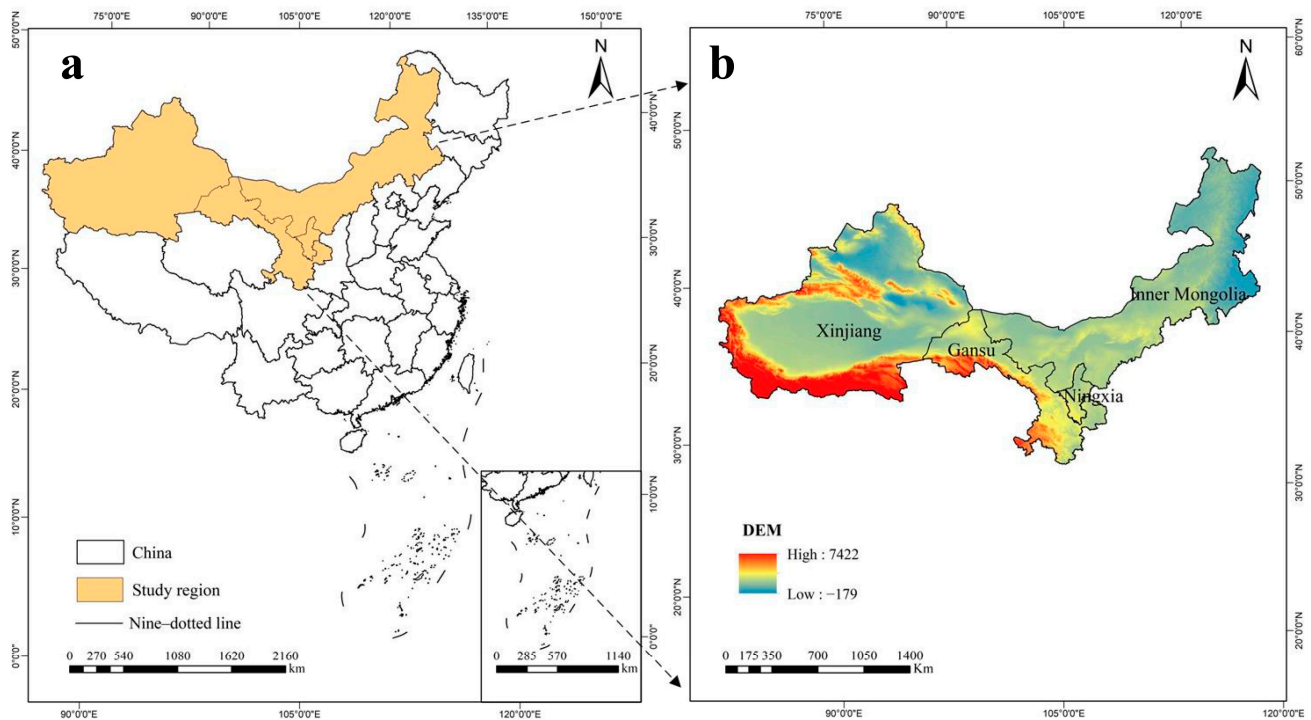 75°0'0"E 90°0'0"E 105°0'0"E 120°0'0"E 135°0'0"E 150°0'0"E
50°0'0"N
40°0'0"N
30°0'0"N
20°0'0"N
10°0'0"N
0°0'0"
a
N
40°0'0"N
30°0'0"N
20°0'0"N
10°0'0"N
0°0'0"N
China
Study region
Nine–dotted line
0 270 540 1080 1620 2160
km
0 285 570 1140
km
90°0'0"E 105°0'0"E 120°0'0"E
75°0'0"E 90°0'0"E 105°0'0"E 120°0'0"E
b
N
50°0'0"N
40°0'0"N
30°0'0"N
20°0'0"N
60°0'0"N
50°0'0"N
40°0'0"N
30°0'0"N
20°0'0"N
Inner Mongolia
Xinjiang
Gansu
Ningxia
DEM
High : 7422
Low : −179
0 175 350 700 1050 1400
Km
90°0'0"E 105°0'0"E 120°0'0"E